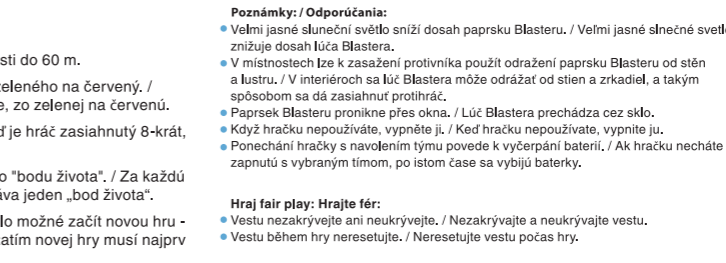 sti do 60 m.
zeleného na červený. /
e, zo zelenej na červenú.
ď je hráč zasiahnutý 8-krát,
o "bodu života". / Za každú
áva jeden „bod života“.
lo možné začít novou hru -
zatím novej hry musí najprv
Poznámky: / Odporúčania:
Velmi jasné sluneční světlo sníží dosah paprsku Blasteru. / Veľmi jasné slnečné svetlo
znižuje dosah lúča Blastera.
V místnostech lze k zasažení protivníka použít odražení paprsku Blasteru od stěn
a lustru. / V interiéroch sa lúč Blastera môže odrážať od stien a zrkadiel, a takým
spôsobom sa dá zasiahnuť protihráč.
Paprsek Blasteru pronikne přes okna. / Lúč Blastera prechádza cez sklo.
Když hračku nepoužíváte, vypněte ji. / Keď hračku nepoužívate, vypnite ju.
Ponechání hračky s navolením týmu povede k vyčerpání baterií. / Ak hračku necháte
zapnutú s vybraným tímom, po istom čase sa vybijú baterky.
Hraj fair play: Hrajte fér:
Vestu nezakrývejte ani neukrývejte. / Nezakrývajte a neukrývajte vestu.
Vestu během hry neresetujte. / Neresetujte vestu počas hry.